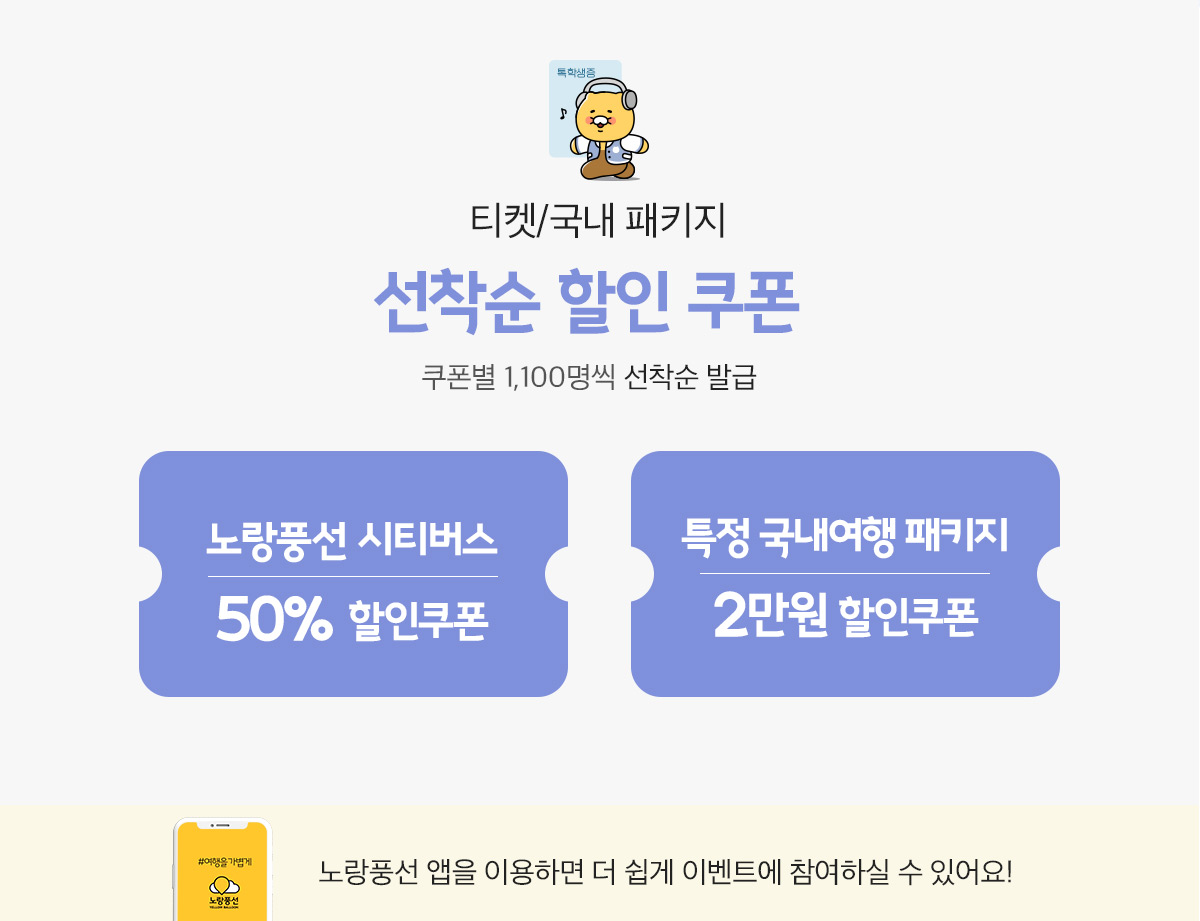 톡학생증
티켓/국내 패키지
선착순 할인 쿠폰
쿠폰별 1,100명씩 선착순 발급
노랑풍선 시티버스
50% 할인쿠폰
특정 국내여행 패키지
2만원 할인쿠폰
#여행을가볍게
노랑풍선
YELLOW BALLOON
노랑풍선 앱을 이용하면 더 쉽게 이벤트에 참여하실 수 있어요!